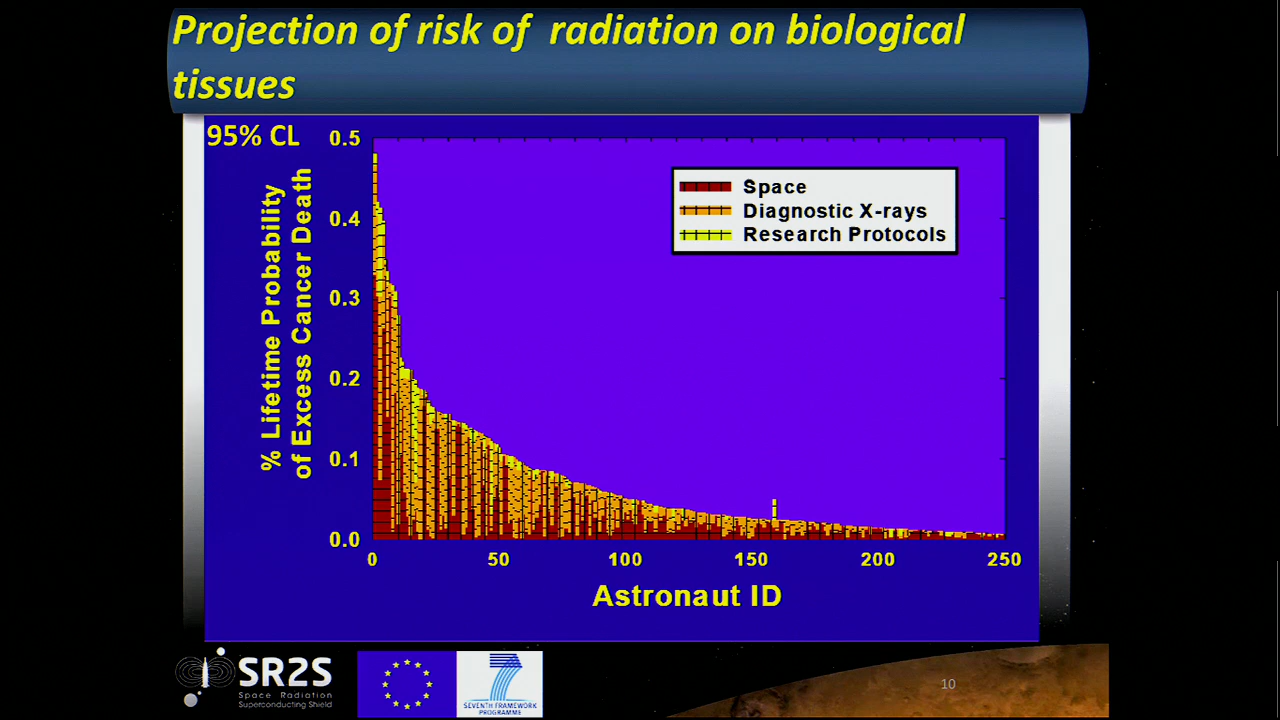 Projection of risk of radiation on biological
tissues
95% CL
% Lifetime Probability
of Excess Cancer Death
0.5
0.4
0.3
0.2
0.1
0.0
Space
Diagnostic X-rays
Research Protocols
0 50 100 150 200 250
Astronaut ID
SR2S
Space Radiation
Superconducting Shield
7
SEVENTH FRAMEWORK
PROGRAMME
10